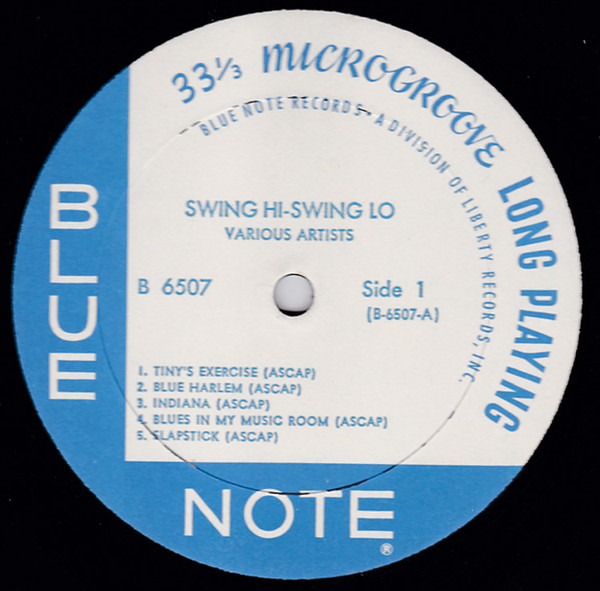 33⅓ MICROGROOVE LONG PLAYING
BLUE NOTE RECORDS • A DIVISION OF LIBERTY RECORDS, INC.
SWING HI-SWING LO
VARIOUS ARTISTS
B 6507
Side 1
(B-6507-A)
1. TINY'S EXERCISE (ASCAP)
2. BLUE HARLEM (ASCAP)
3. INDIANA (ASCAP)
4. BLUES IN MY MUSIC ROOM (ASCAP)
5. SLAPSTICK (ASCAP)
BLUE
NOTE®